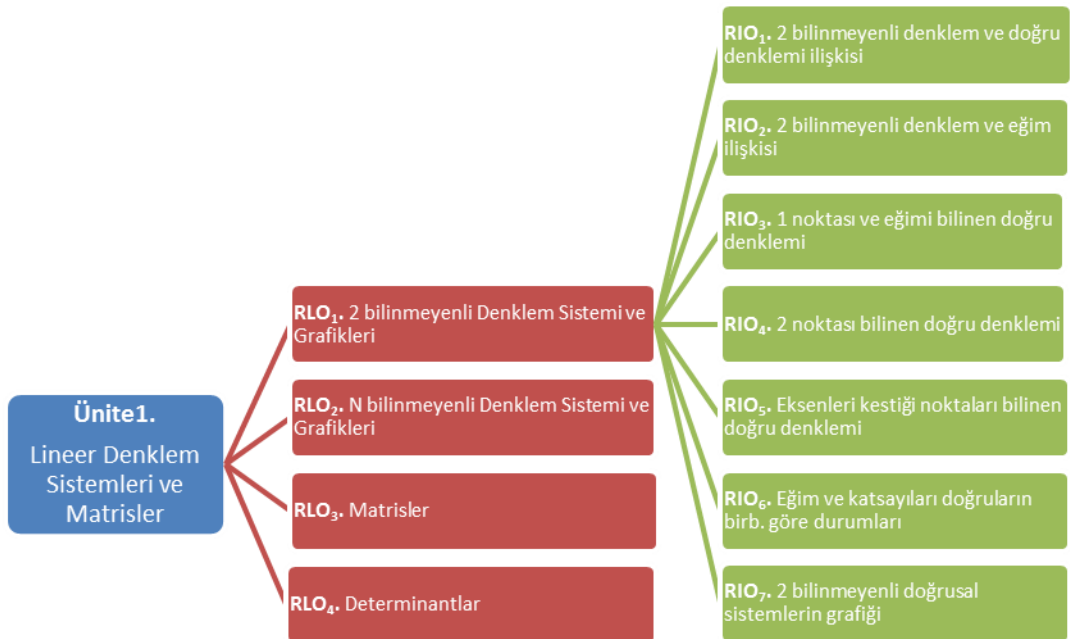 Ünite1.
Lineer Denklem
Sistemleri ve
Matrisler
RLO₁. 2 bilinmeyenli Denklem Sistemi ve
Grafikleri
RLO₂. N bilinmeyenli Denklem Sistemi ve
Grafikleri
RLO₃. Matrisler
RLO₄. Determinantlar
RIO₁. 2 bilinmeyenli denklem ve doğru
denklemi ilişkisi
RIO₂. 2 bilinmeyenli denklem ve eğim
ilişkisi
RIO₃. 1 noktası ve eğimi bilinen doğru
denklemi
RIO₄. 2 noktası bilinen doğru denklemi
RIO₅. Eksenleri kestiği noktaları bilinen
doğru denklemi
RIO₆. Eğim ve katsayıları doğruların
birb. göre durumları
RIO₇. 2 bilinmeyenli doğrusal
sistemlerin grafiği